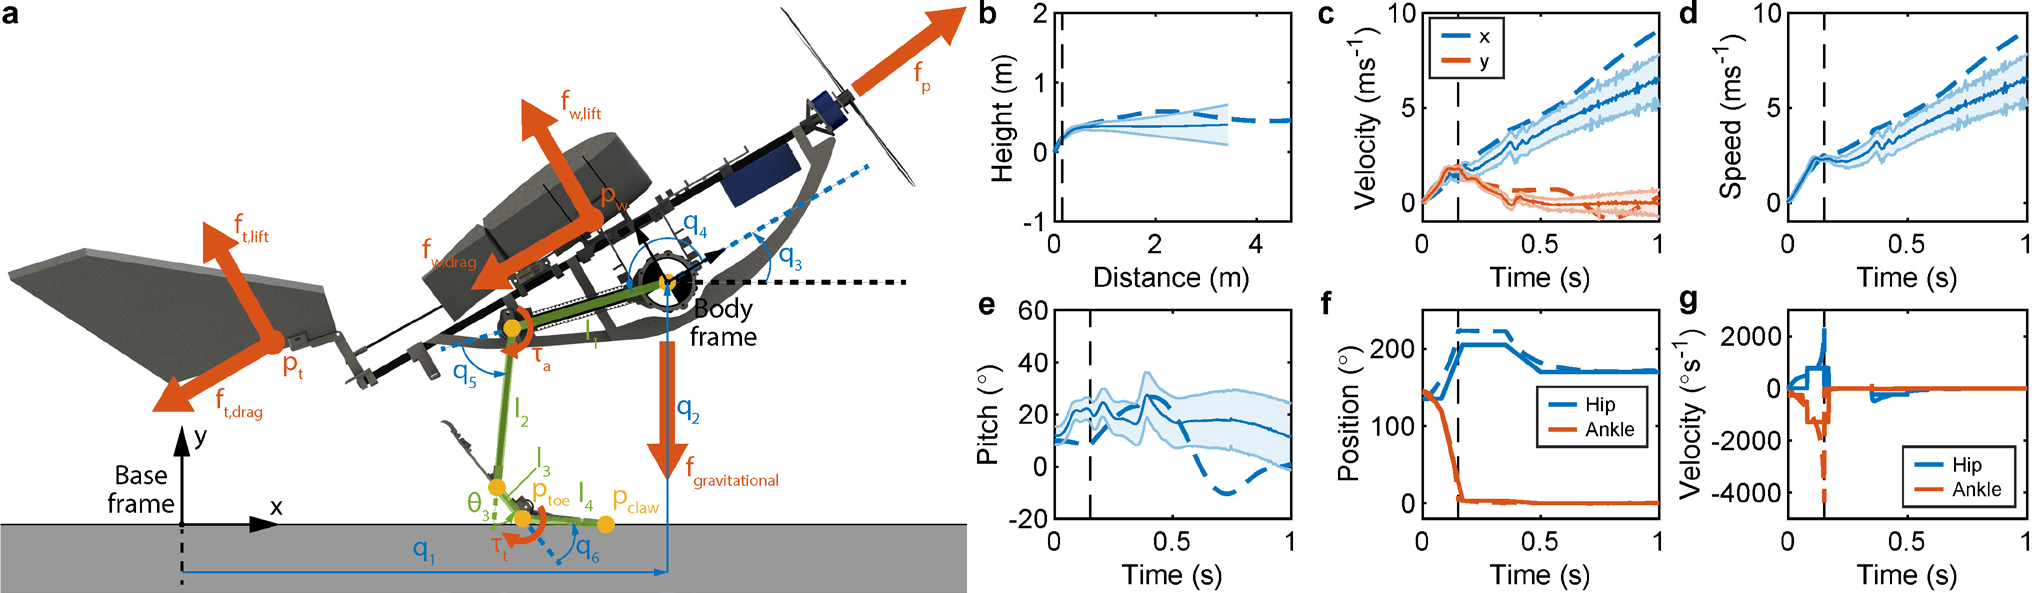 a
f_p
f_w,lift
p_w
f_t,lift
f_w,drag
q_4
q_3
Body
frame
l_1
p_t
τ_a
q_5
f_t,drag
l_2
q_2
y
Base
frame
l_3
f_gravitational
θ_3
p_toe
l_4
p_claw
x
τ_t
q_1
q_6
b
2
1
0
-1
Height (m)
0
2
4
Distance (m)
c
10
5
0
Velocity (ms⁻¹)
x
y
0
0.5
1
Time (s)
d
10
5
0
Speed (ms⁻¹)
0
0.5
1
Time (s)
e
60
40
20
0
-20
Pitch (°)
0
0.5
1
Time (s)
f
200
100
0
Position (°)
Hip
Ankle
0
0.5
1
Time (s)
g
2000
0
-2000
-4000
Velocity (°s⁻¹)
Hip
Ankle
0
0.5
1
Time (s)